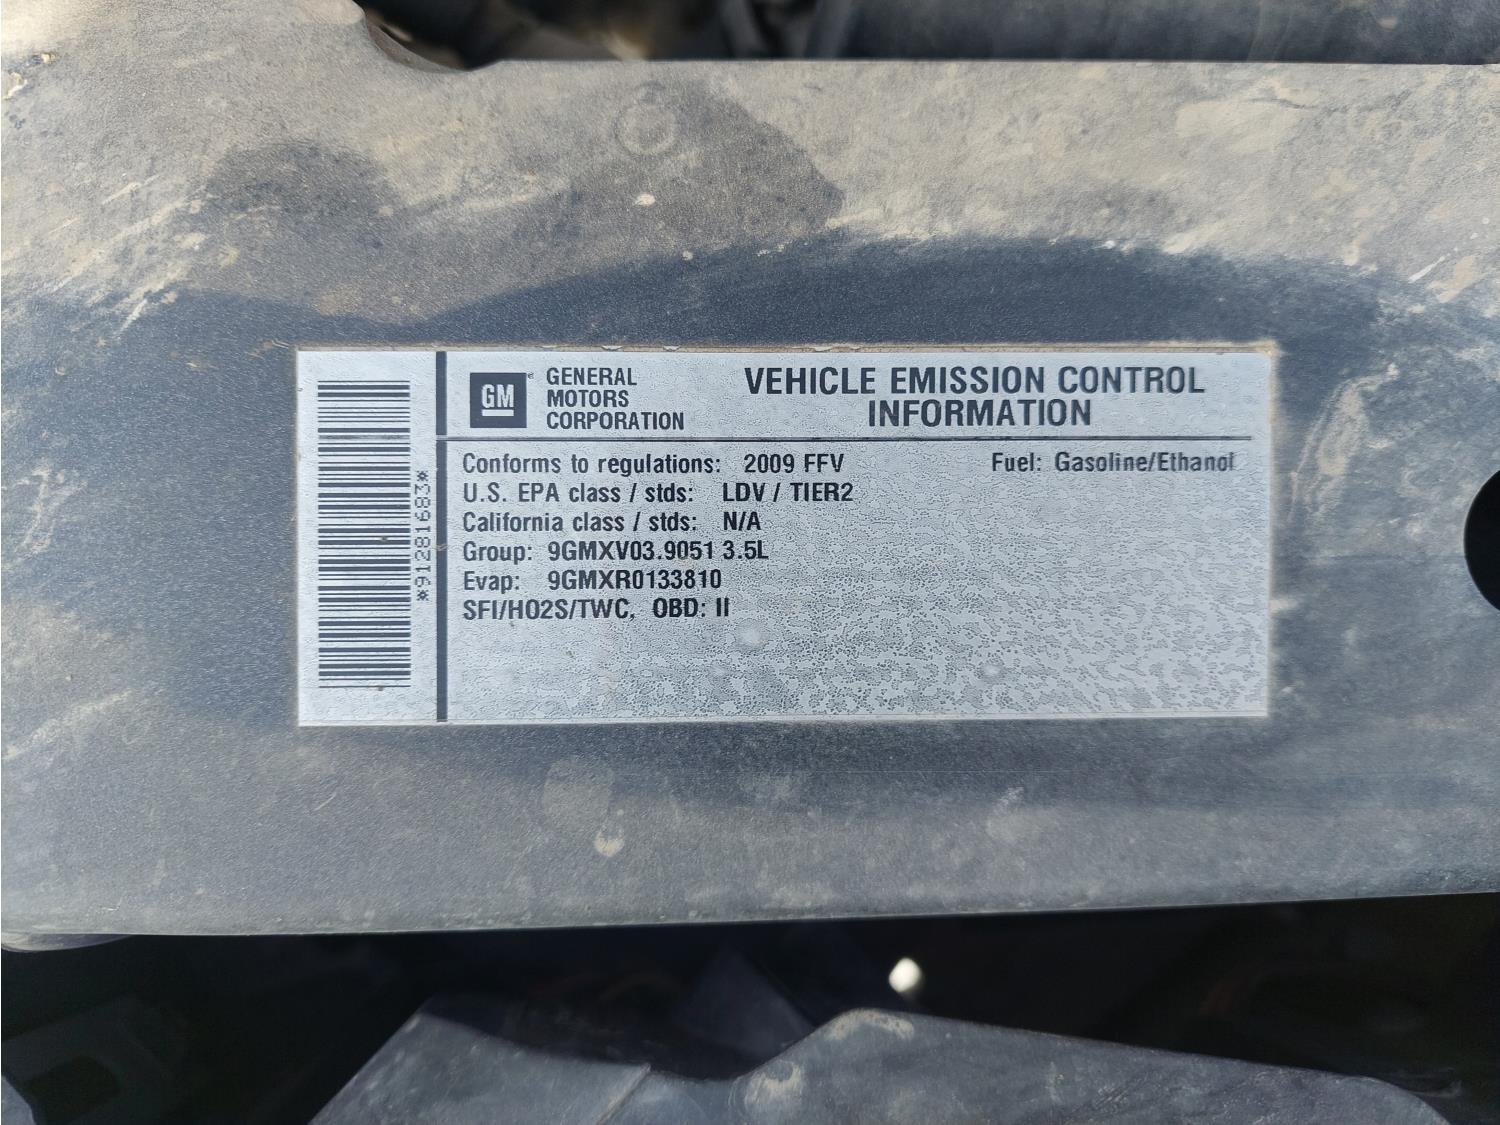 GM
GENERAL
MOTORS
CORPORATION
VEHICLE EMISSION CONTROL
INFORMATION
Conforms to regulations: 2009 FFV
Fuel: Gasoline/Ethanol
U.S. EPA class / stds: LDV / TIER2
California class / stds: N/A
Group: 9GMXV03.9051 3.5L
Evap: 9GMXR0133810
SFI/HO2S/TWC, OBD: II
*91281683*